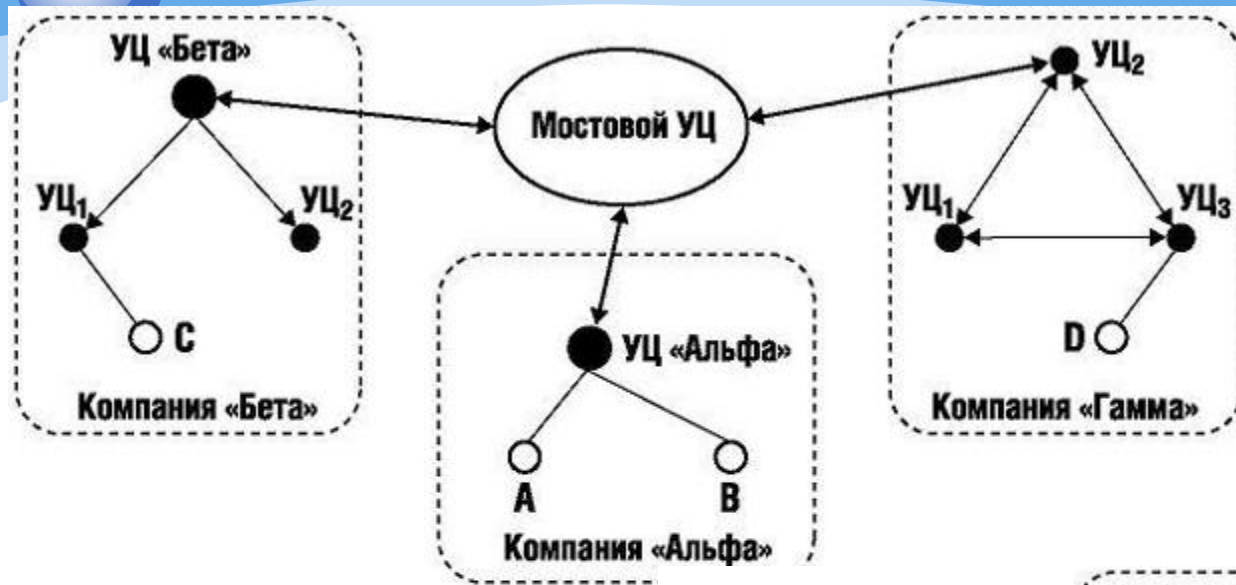 УЦ «Бета»
УЦ₁
УЦ₂
C
Компания «Бета»
Мостовой УЦ
УЦ «Альфа»
A
B
Компания «Альфа»
УЦ₂
УЦ₁
УЦ₃
D
Компания «Гамма»